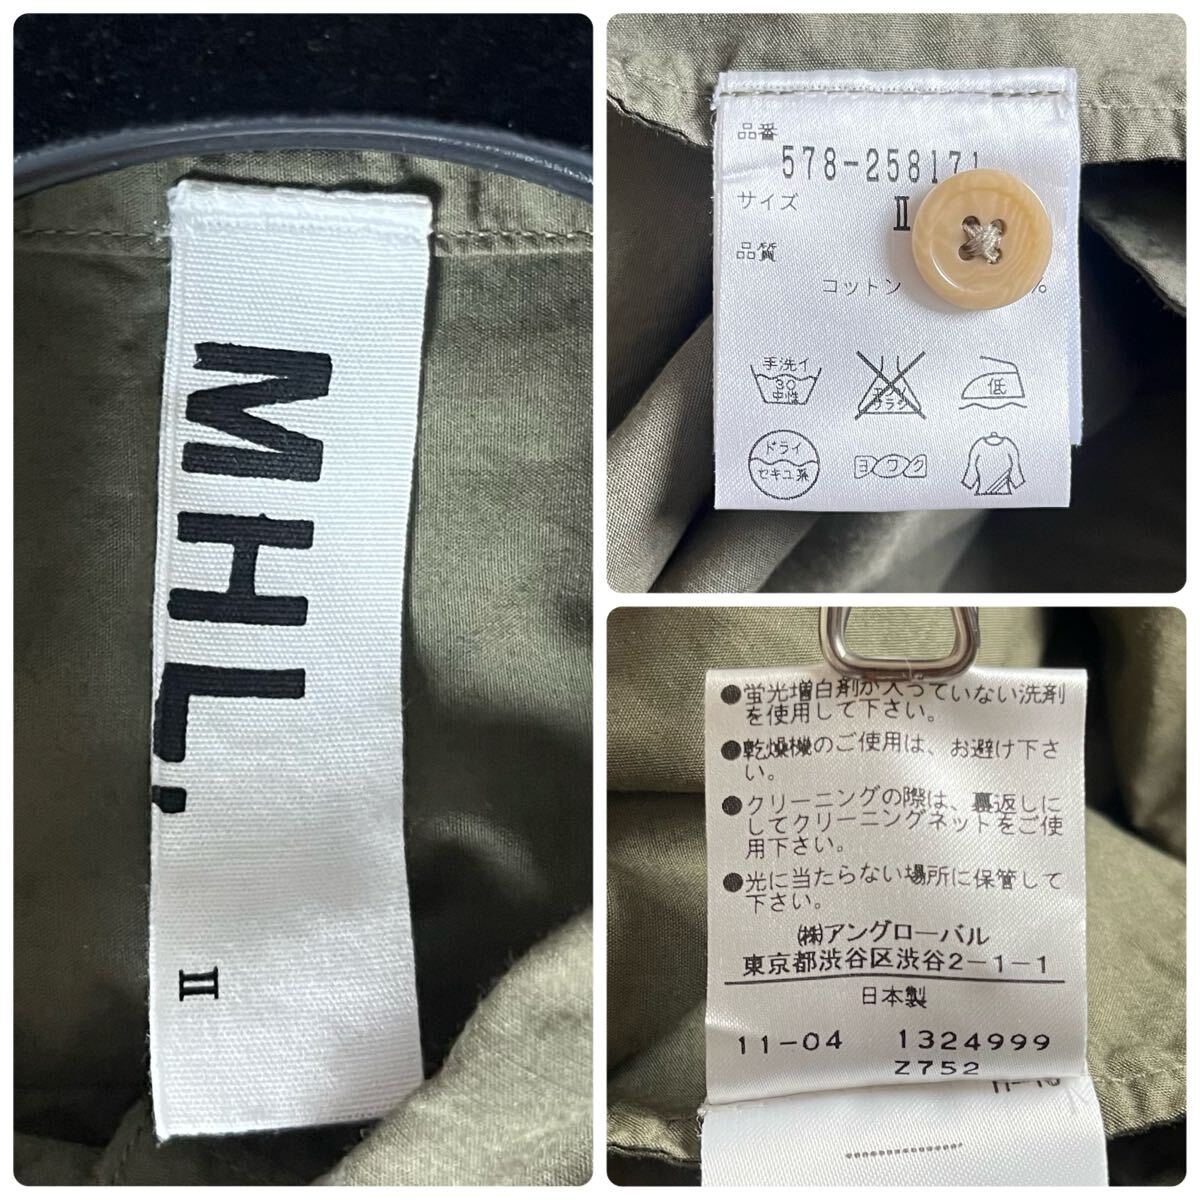 MHL.
II
品番
578-258171
サイズ
II
品質
コットン %
手洗イ
30
中性
エンソ
サラシ
低
ドライ
セキユ系
ヨワク
●蛍光増白剤が入っていない洗剤
を使用して下さい。
●乾燥機のご使用は、お避け下さ
い。
●クリーニングの際は、裏返しに
してクリーニングネットをご使
用下さい。
●光に当たらない場所に保管して
下さい。
㈱アングローバル
東京都渋谷区渋谷2-1-1
日本製
11-04 1324999
Z752